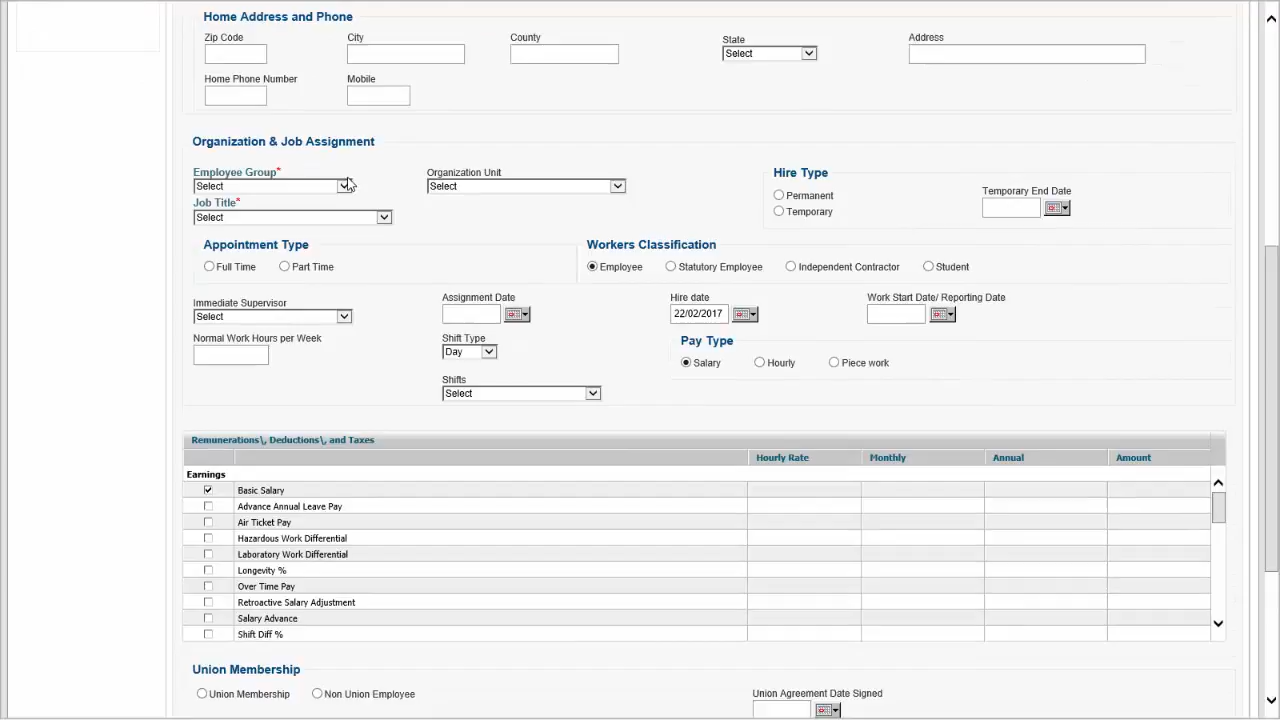 Home Address and Phone
Zip Code City County State Address
Select
Home Phone Number Mobile
Organization & Job Assignment
Employee Group* Organization Unit Hire Type
Select Select Permanent Temporary End Date
Job Title* Temporary
Select
Appointment Type Workers Classification
Full Time Part Time Employee Statutory Employee Independent Contractor Student
Immediate Supervisor Assignment Date Hire date Work Start Date/ Reporting Date
Select 22/02/2017
Normal Work Hours per Week Shift Type Pay Type
Day Salary Hourly Piece work
Shifts
Select
Remunerations\, Deductions\, and Taxes
Hourly Rate Monthly Annual Amount
Earnings
Basic Salary
Advance Annual Leave Pay
Air Ticket Pay
Hazardous Work Differential
Laboratory Work Differential
Longevity %
Over Time Pay
Retroactive Salary Adjustment
Salary Advance
Shift Diff %
Union Membership
Union Membership Non Union Employee Union Agreement Date Signed